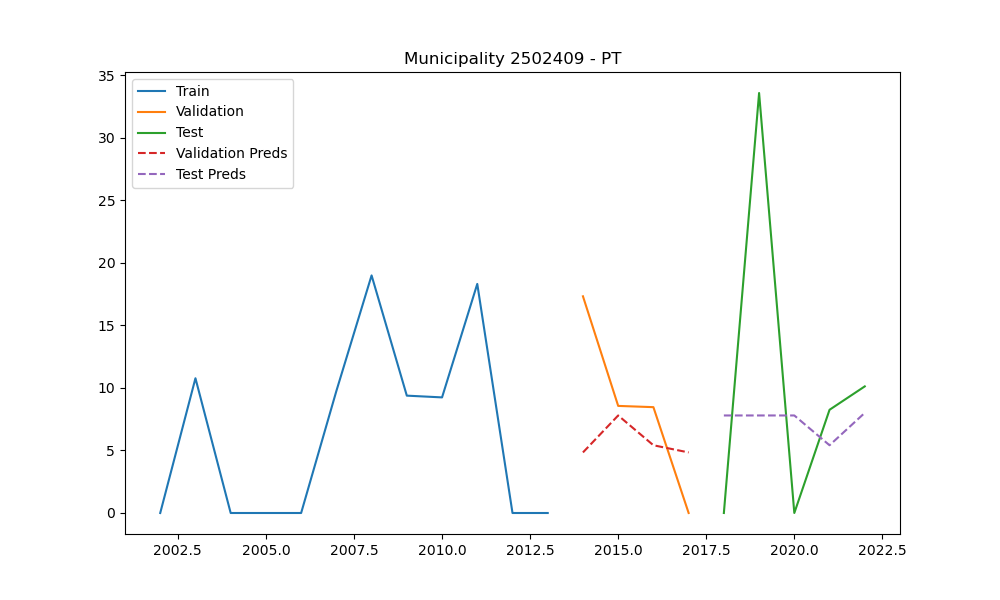 Municipality 2502409 - PT
35
30
25
20
15
10
5
0
Train
Validation
Test
Validation Preds
Test Preds
2002.5 2005.0 2007.5 2010.0 2012.5 2015.0 2017.5 2020.0 2022.5